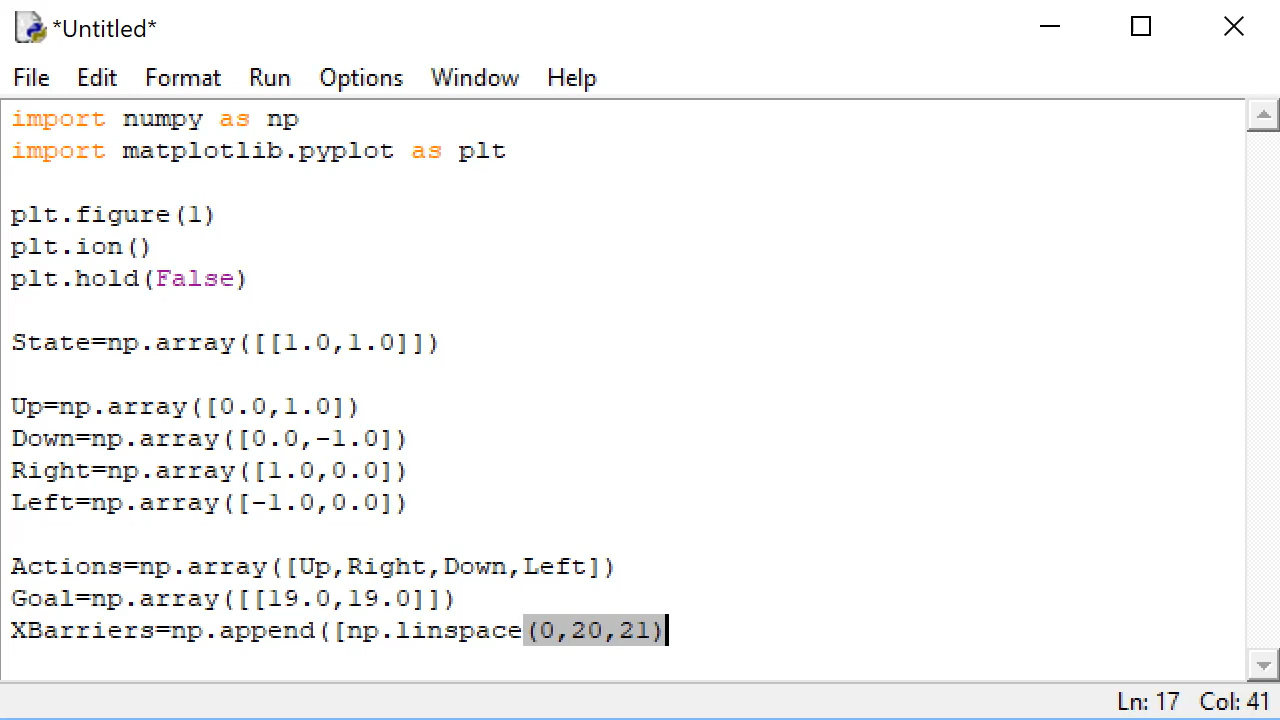 *Untitled*
File Edit Format Run Options Window Help
import numpy as np
import matplotlib.pyplot as plt
plt.figure(1)
plt.ion()
plt.hold(False)
State=np.array([[1.0,1.0]])
Up=np.array([0.0,1.0])
Down=np.array([0.0,-1.0])
Right=np.array([1.0,0.0])
Left=np.array([-1.0,0.0])
Actions=np.array([Up,Right,Down,Left])
Goal=np.array([[19.0,19.0]])
XBarriers=np.append([np.linspace(0,20,21)
Ln: 17 Col: 41